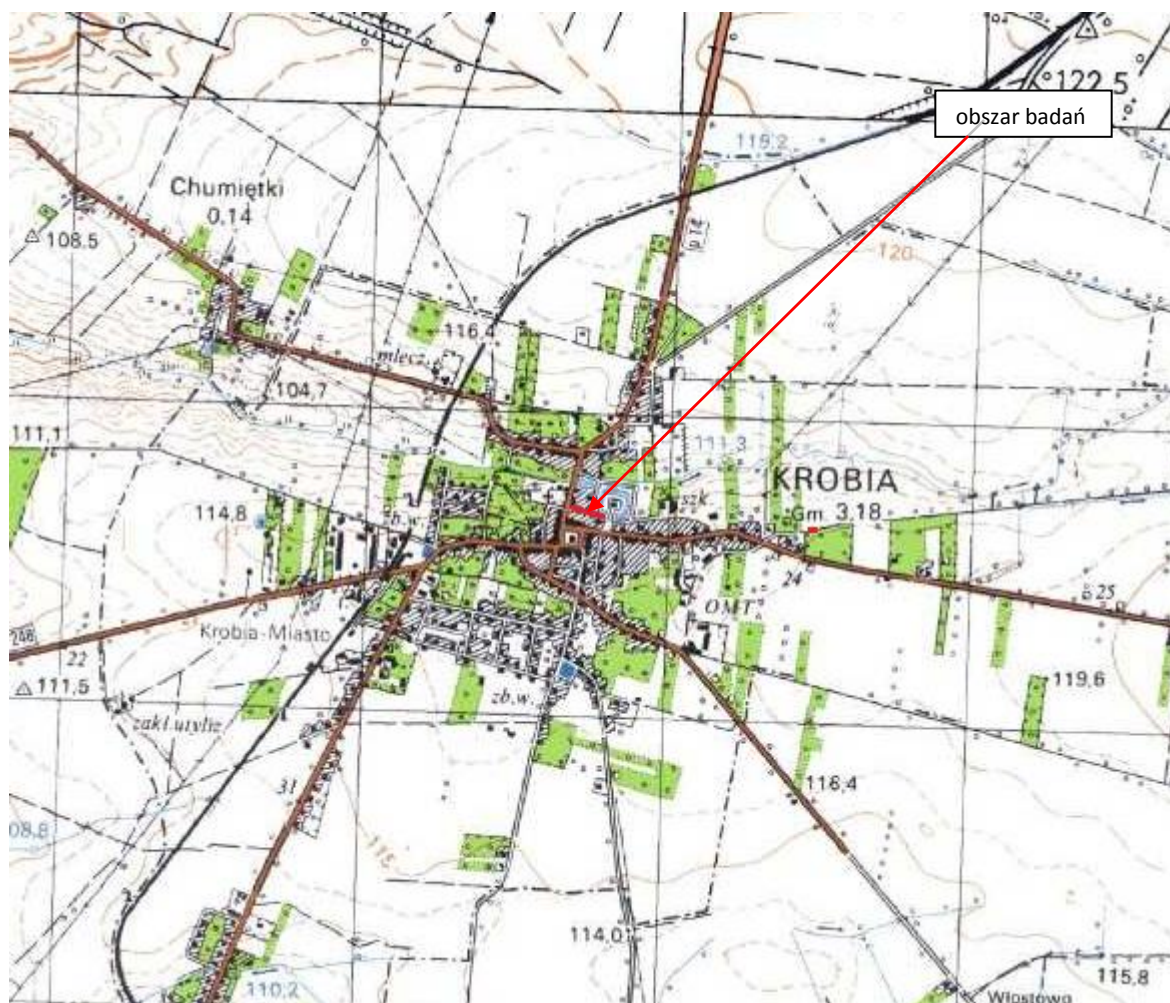 122,5
obszar badań
119,2
Chumiętki
0.14
108,5
120
116,4
mlecz.
104,7
111,1
111,3
KROBIA
szk.
Gm 3.18
114,8
b.w.
24
25
OMT
Krobia-Miasto
22
111,5
119,6
zb.w.
zakł.utyliz
31
116,4
115
114,0
110,2
115,8
Włostowo